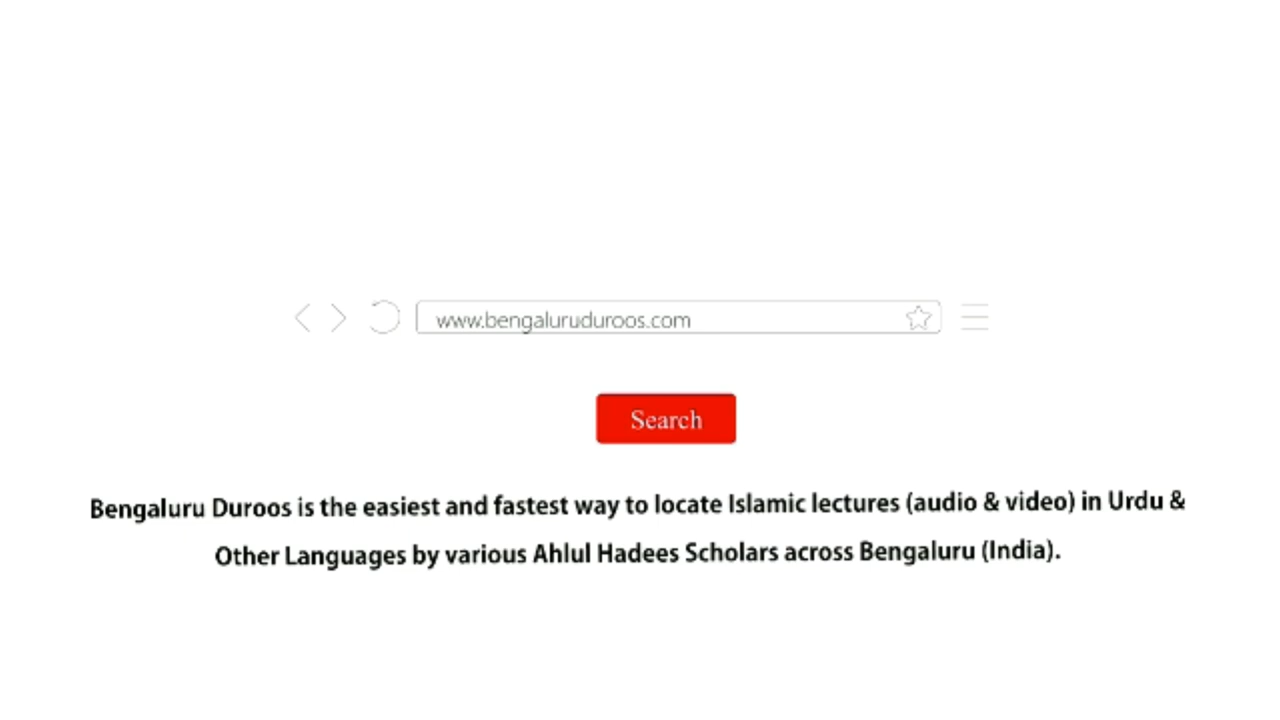 www.bengaluruduroos.com
Search
Bengaluru Duroos is the easiest and fastest way to locate Islamic lectures (audio & video) in Urdu &
Other Languages by various Ahlul Hadees Scholars across Bengaluru (India).